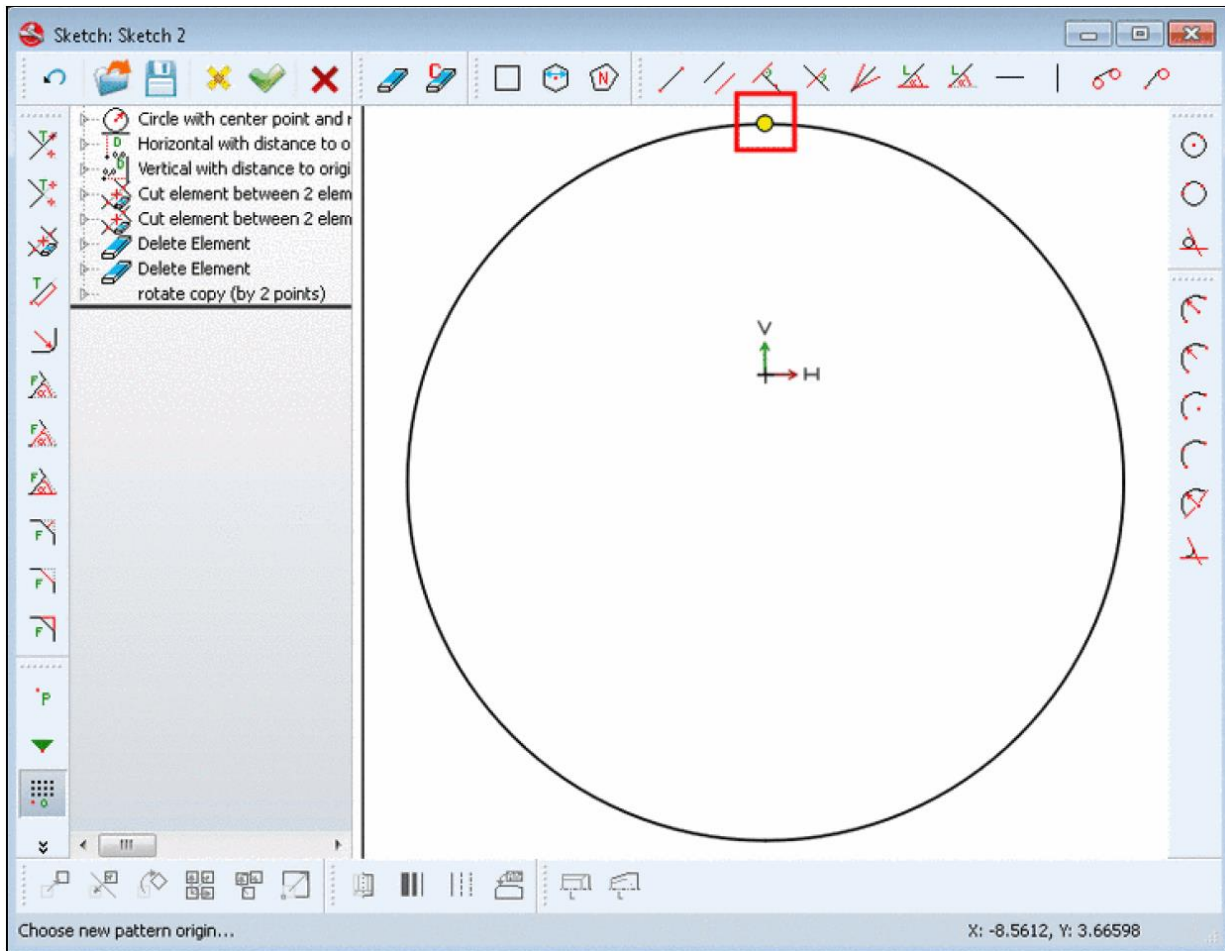 Sketch: Sketch 2
Circle with center point and r
Horizontal with distance to o
Vertical with distance to origi
Cut element between 2 elem
Cut element between 2 elem
Delete Element
Delete Element
rotate copy (by 2 points)
V
H
Choose new pattern origin...
X: -8.5612, Y: 3.66598